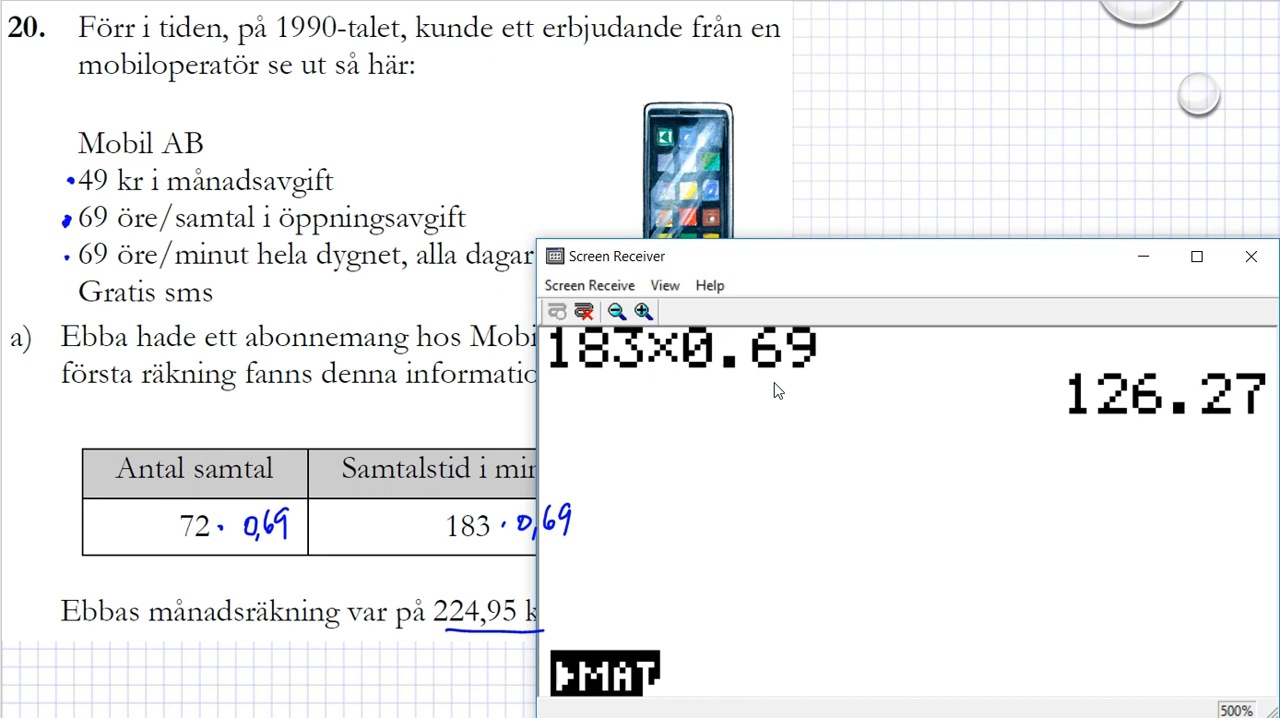 20. Förr i tiden, på 1990-talet, kunde ett erbjudande från en
mobiloperatör se ut så här:
Mobil AB
49 kr i månadsavgift
69 öre/samtal i öppningsavgift
69 öre/minut hela dygnet, alla dagar
Gratis sms
a) Ebba hade ett abonnemang hos Mobi
första räkning fanns denna informatio
Antal samtal Samtalstid i min
72 · 0,69 183 · 0,69
Ebbas månadsräkning var på 224,95 k
Screen Receiver
Screen Receive View Help
183×0.69
126.27
▶MAT
500%